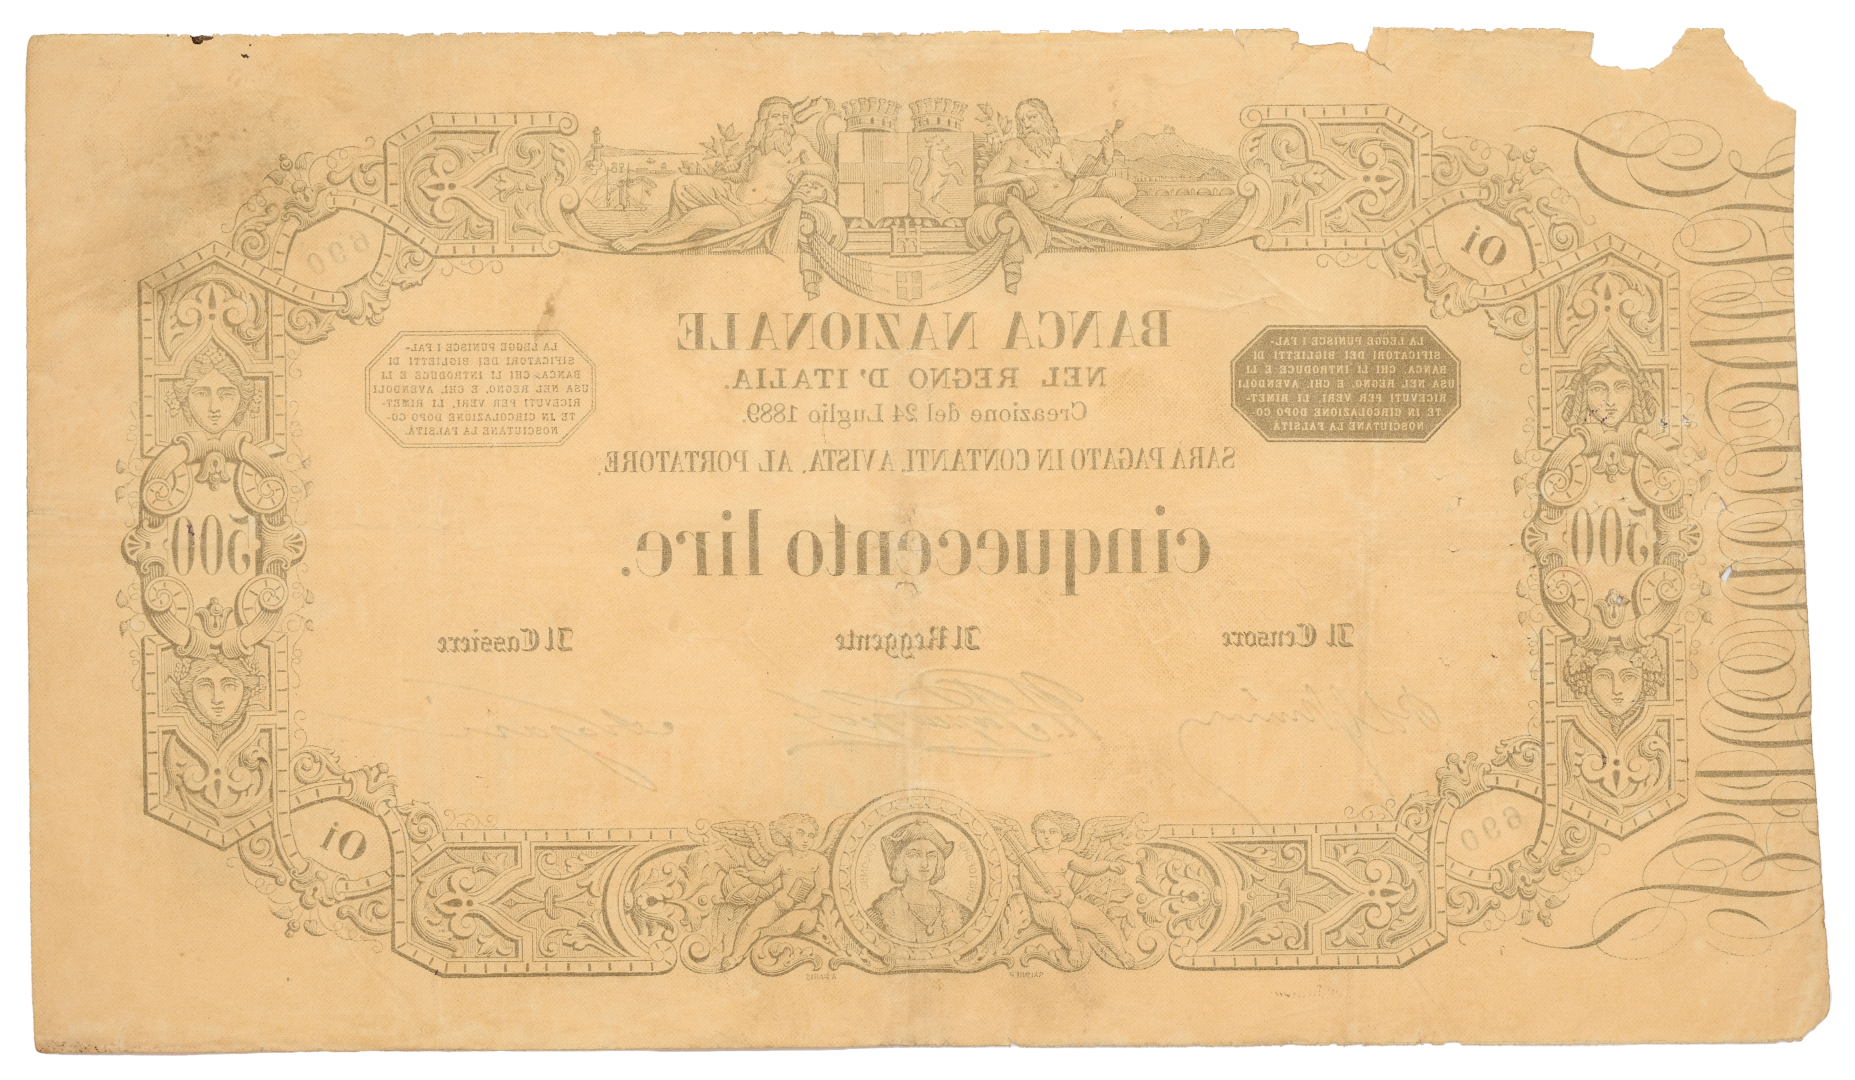 iO
690
BANCA NAZIONALE
NEL REGNO D'ITALIA.
Creazione del 24 Luglio 1889.
LA LEGGE PUNISCE I FAL-
SIFICATORI DEI BIGLIETTI DI
BANCA, CHI LI INTRODUCE E LI
USA NEL REGNO, E CHI, AVENDOLI
RICEVUTI PER VERI, LI RIMET-
TE IN CIRCOLAZIONE DOPO CO
NOSCIUTANE LA FALSITÀ
LA LEGGE PUNISCE I FAL-
SIFICATORI DEI BIGLIETTI DI
BANCA, CHI LI INTRODUCE E LI
USA NEL REGNO, E CHI, AVENDOLI
RICEVUTI PER VERI, LI RIMET-
TE IN CIRCOLAZIONE DOPO CO-
NOSCIUTANE LA FALSITÀ.
SARÀ PAGATO IN CONTANTI, A VISTA, AL PORTATORE.
cinquecento lire.
500
500
Il Censore
Il Reggente
Il Cassiere
690
iO